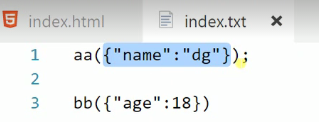 index.html index.txt ×
1 aa({"name":"dg"});
2
3 bb({"age":18})